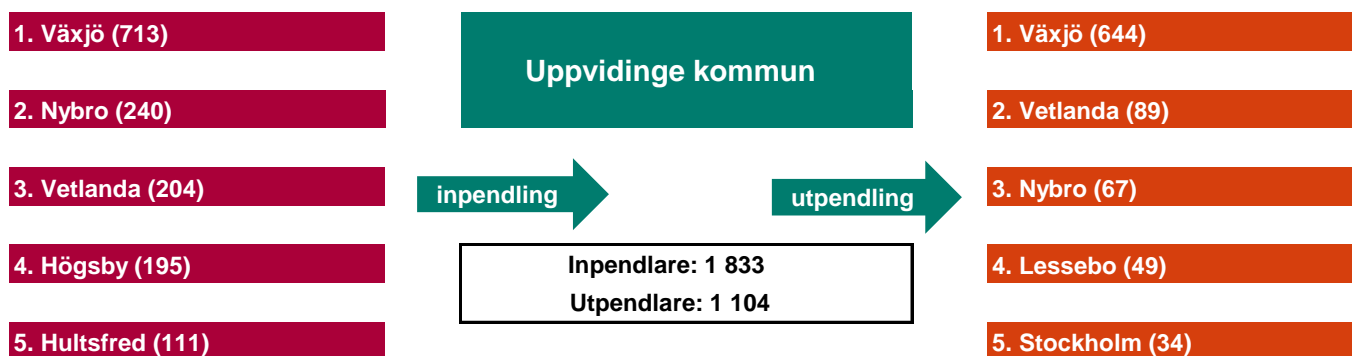 1. Växjö (713)
2. Nybro (240)
3. Vetlanda (204)
4. Högsby (195)
5. Hultsfred (111)
Uppvidinge kommun
inpendling
utpendling
Inpendlare: 1 833
Utpendlare: 1 104
1. Växjö (644)
2. Vetlanda (89)
3. Nybro (67)
4. Lessebo (49)
5. Stockholm (34)